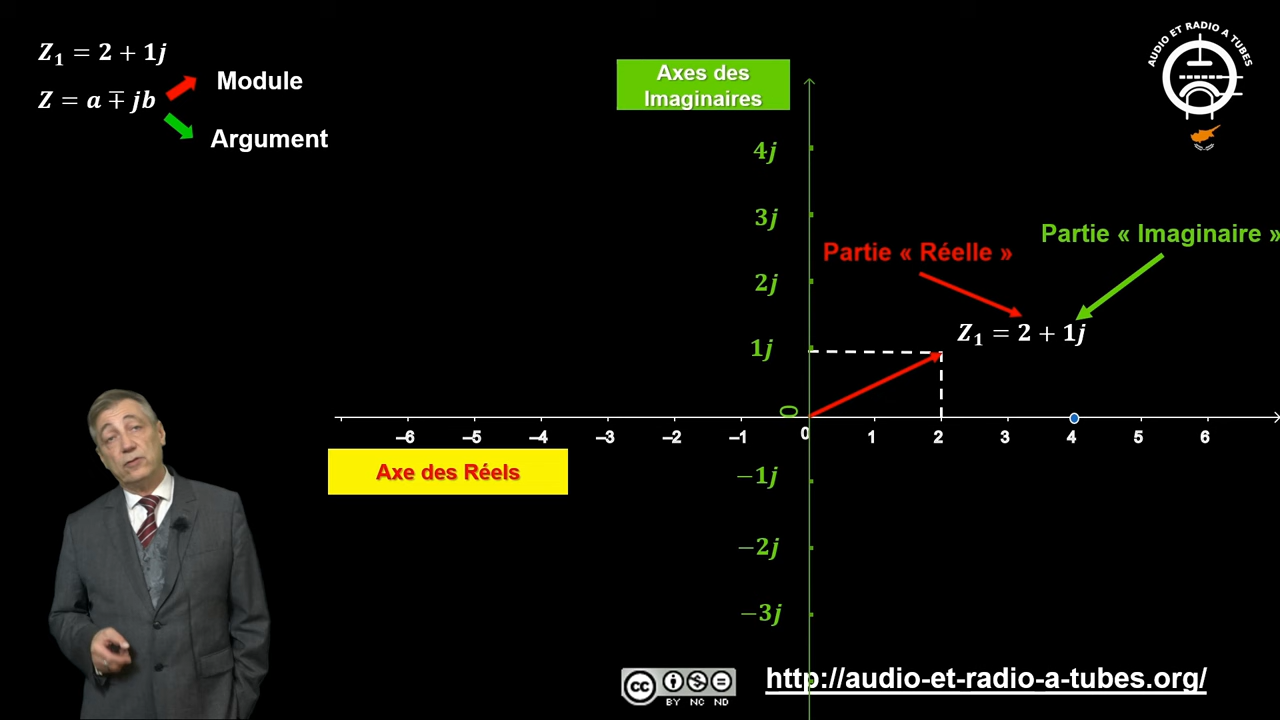 Z₁ = 2 + 1j
Z = a ∓ jb
Module
Argument
Axes des
Imaginaires
AUDIO ET RADIO A TUBES
4j
3j
2j
1j
0
Partie « Réelle »
Partie « Imaginaire »
Z₁ = 2 + 1j
–6 –5 –4 –3 –2 –1 0 1 2 3 4 5 6
Axe des Réels
−1j
−2j
−3j
cc
BY NC ND
http://audio-et-radio-a-tubes.org/